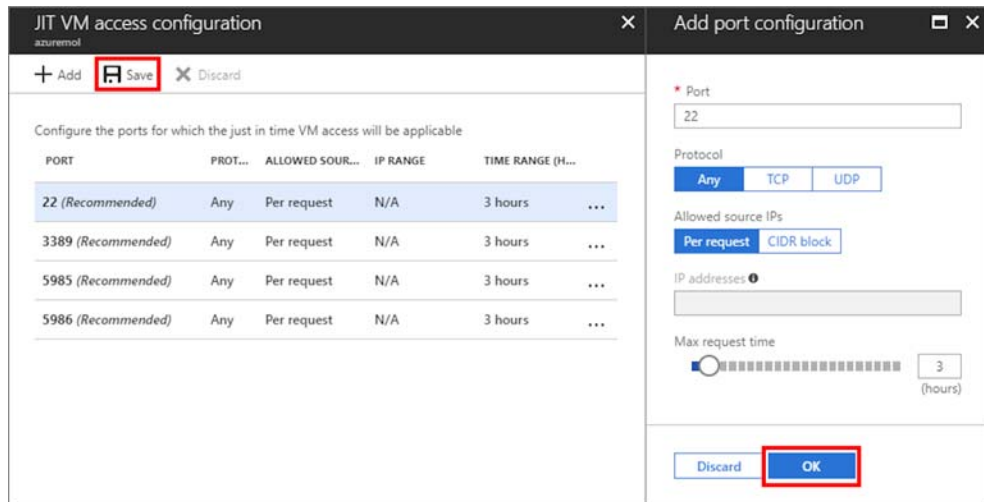 JIT VM access configuration
azuremol
Add Save Discard
Configure the ports for which the just in time VM access will be applicable
PORT PROT... ALLOWED SOUR... IP RANGE TIME RANGE (H...
22 (Recommended) Any Per request N/A 3 hours ...
3389 (Recommended) Any Per request N/A 3 hours ...
5985 (Recommended) Any Per request N/A 3 hours ...
5986 (Recommended) Any Per request N/A 3 hours ...
Add port configuration
* Port
22
Protocol
Any TCP UDP
Allowed source IPs
Per request CIDR block
IP addresses
Max request time
3
(hours)
Discard OK